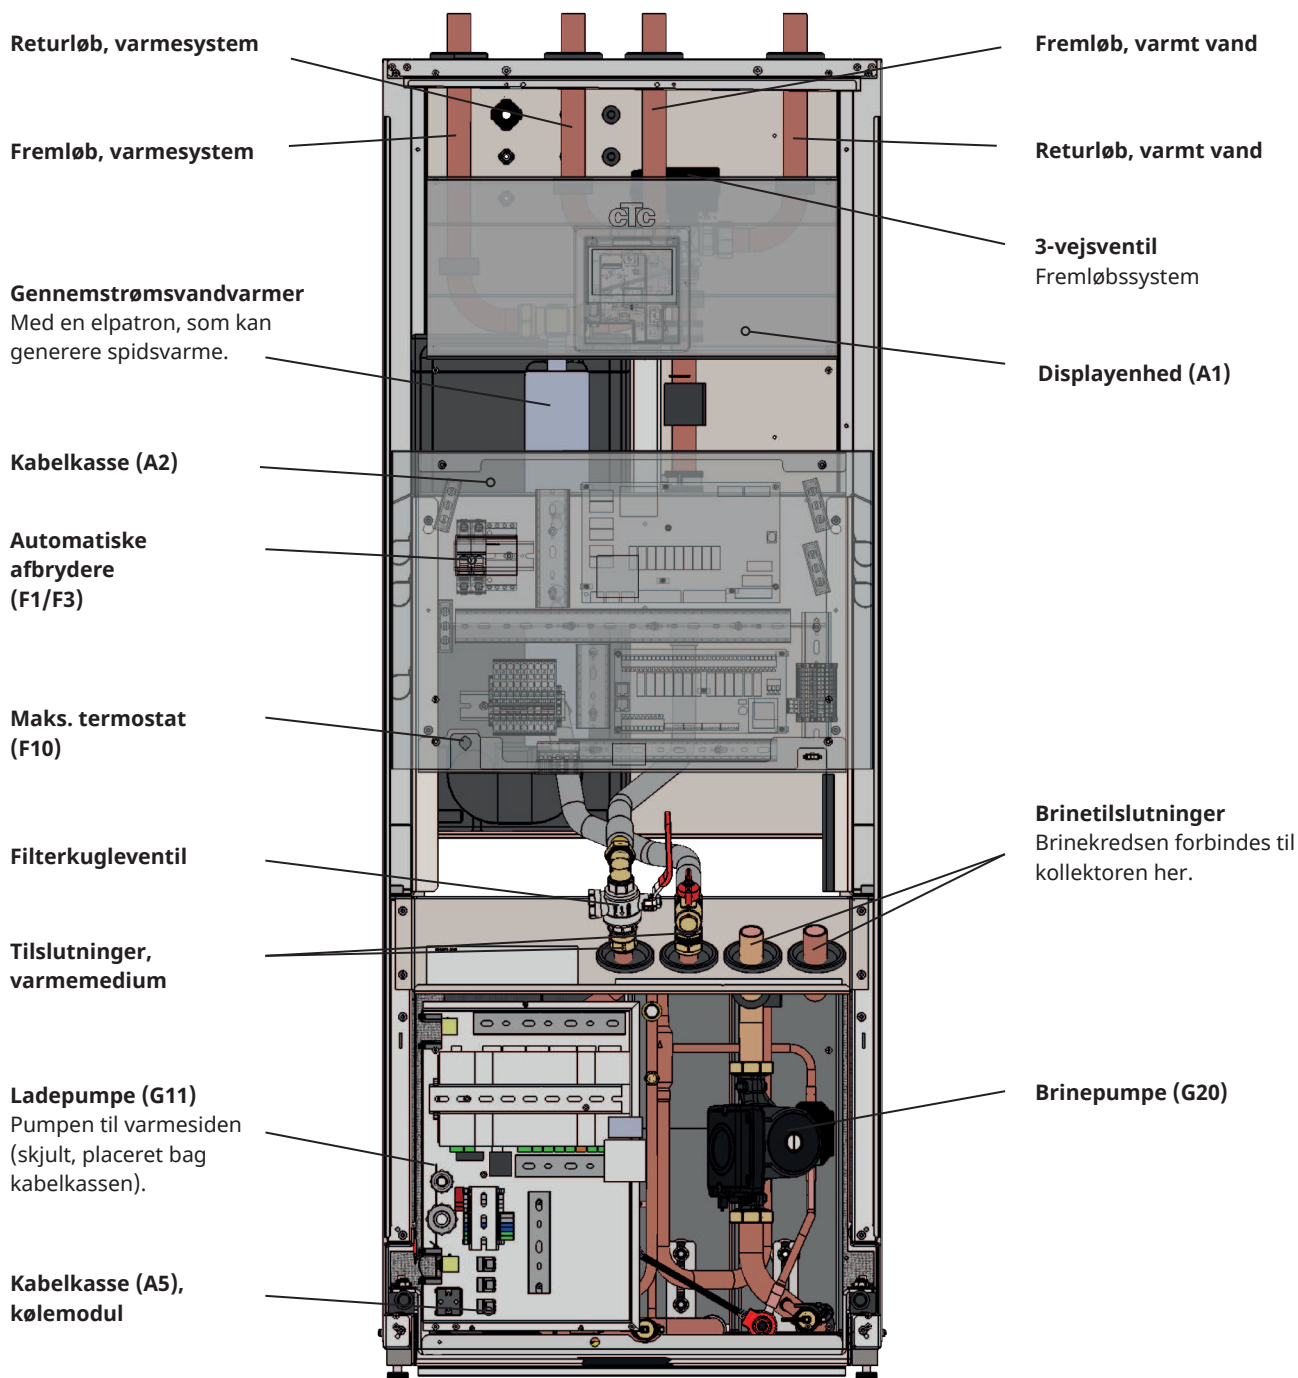 Returløb, varmesystem
Fremløb, varmesystem
Gennemstrømsvandvarmer
Med en elpatron, som kan
generere spidsvarme.
Kabelkasse (A2)
Automatiske
afbrydere
(F1/F3)
Maks. termostat
(F10)
Filterkugleventil
Tilslutninger,
varmemedium
Ladepumpe (G11)
Pumpen til varmesiden
(skjult, placeret bag
kabelkassen).
Kabelkasse (A5),
kølemodul
cTc
Fremløb, varmt vand
Returløb, varmt vand
3-vejsventil
Fremløbssystem
Displayenhed (A1)
Brinetilslutninger
Brinekredsen forbindes til
kollektoren her.
Brinepumpe (G20)